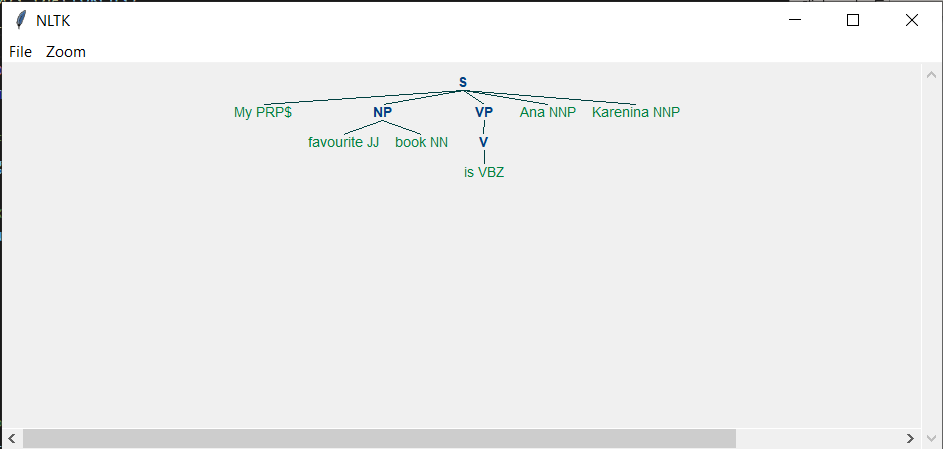 NLTK
File Zoom
S
My PRP$ NP VP Ana NNP Karenina NNP
favourite JJ book NN V
is VBZ